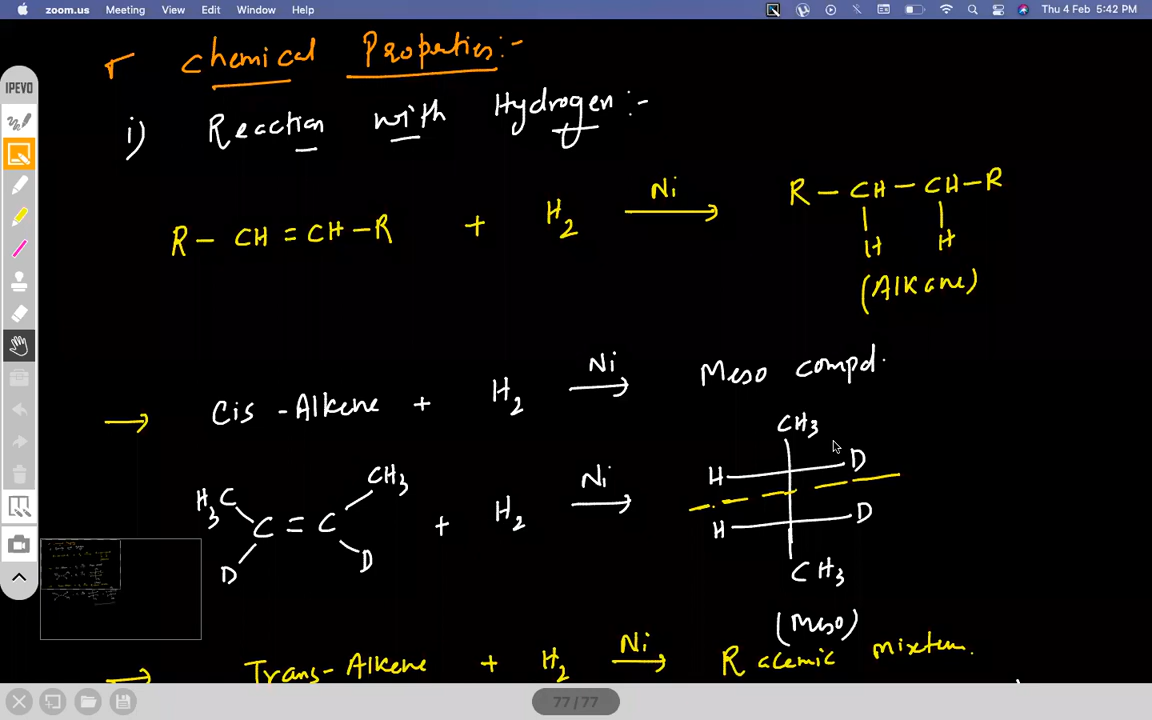 zoom.us Meeting View Edit Window Help Thu 4 Feb 5:42 PM
IPEVO
Chemical Properties:-
i) Reaction with Hydrogen:-
R - CH = CH - R + H2 Ni → R - CH - CH - R
H H
(Alkane)
→ Cis - Alkene + H2 Ni → Meso compd.
CH3
H D
H3C CH3
C = C + H2 Ni →
D D
H D
CH3
(Meso)
→ Trans - Alkene + H2 Ni → Racemic mixture.
77 / 77